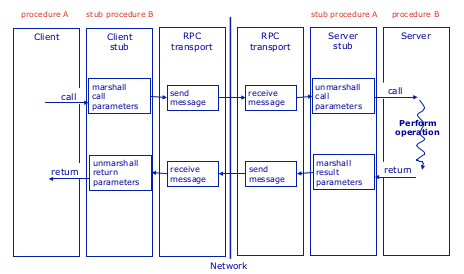 procedure A
stub procedure B
stub procedure A
procedure B
Client
Client
stub
RPC
transport
RPC
transport
Server
stub
Server
call
marshall
call
parameters
send
message
receive
message
unmarshall
call
parameters
call
Perform
operation
return
unmarshall
return
parameters
receive
message
send
message
marshall
result
parameters
return
Network